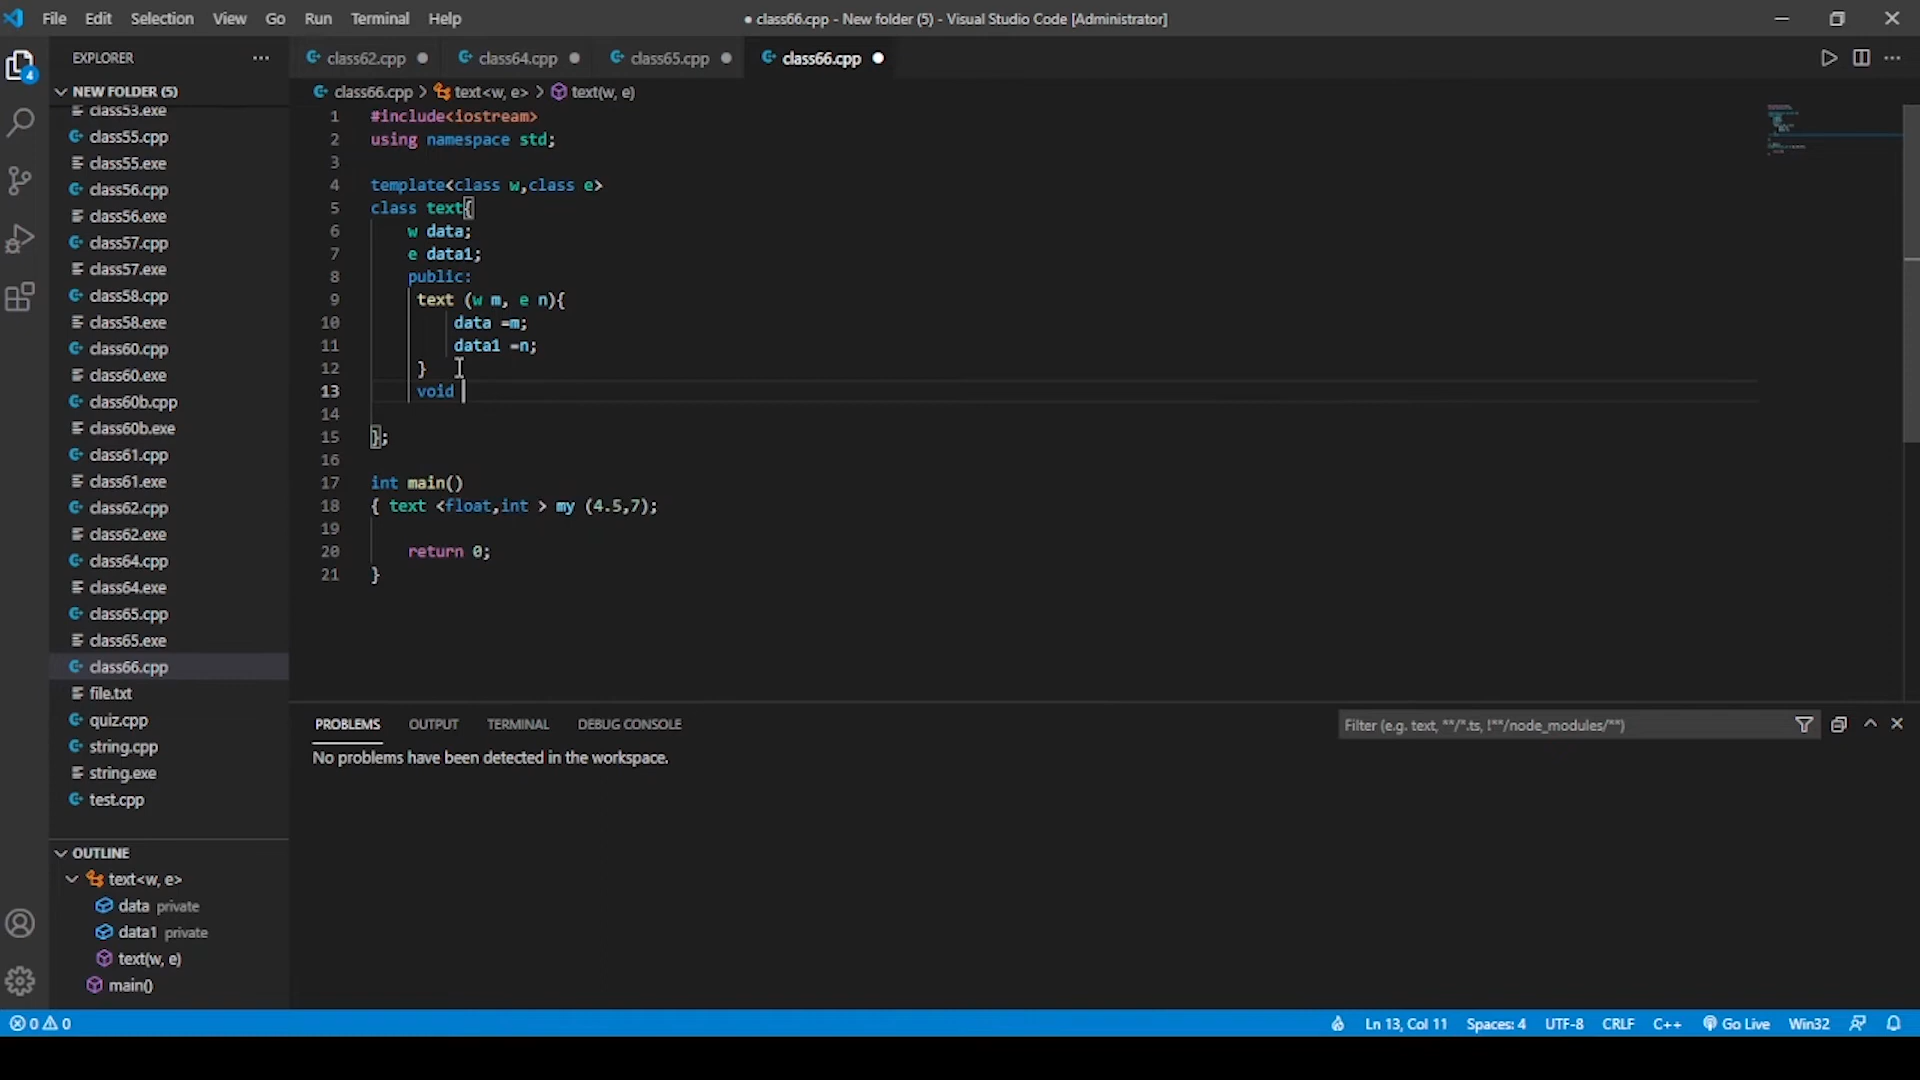 File Edit Selection View Go Run Terminal Help
● class66.cpp - New folder (5) - Visual Studio Code [Administrator]
EXPLORER
class62.cpp class64.cpp class65.cpp class66.cpp
NEW FOLDER (5)
class66.cpp > text<w, e> > text(w, e)
class53.exe
class55.cpp
class55.exe
class56.cpp
class56.exe
class57.cpp
class57.exe
class58.cpp
class58.exe
class60.cpp
class60.exe
class60b.cpp
class60b.exe
class61.cpp
class61.exe
class62.cpp
class62.exe
class64.cpp
class64.exe
class65.cpp
class65.exe
class66.cpp
file.txt
quiz.cpp
string.cpp
string.exe
test.cpp
OUTLINE
text<w, e>
data private
data1 private
text(w, e)
main()
1 #include<iostream>
2 using namespace std;
3
4 template<class w,class e>
5 class text{
6 w data;
7 e data1;
8 public:
9 text (w m, e n){
10 data =m;
11 data1 =n;
12 }
13 void
14
15 };
16
17 int main()
18 { text <float,int > my (4.5,7);
19
20 return 0;
21 }
PROBLEMS OUTPUT TERMINAL DEBUG CONSOLE
Filter (e.g. text, **/*.ts, !**/node_modules/**)
No problems have been detected in the workspace.
4
0 0
Ln 13, Col 11 Spaces: 4 UTF-8 CRLF C++ Go Live Win32